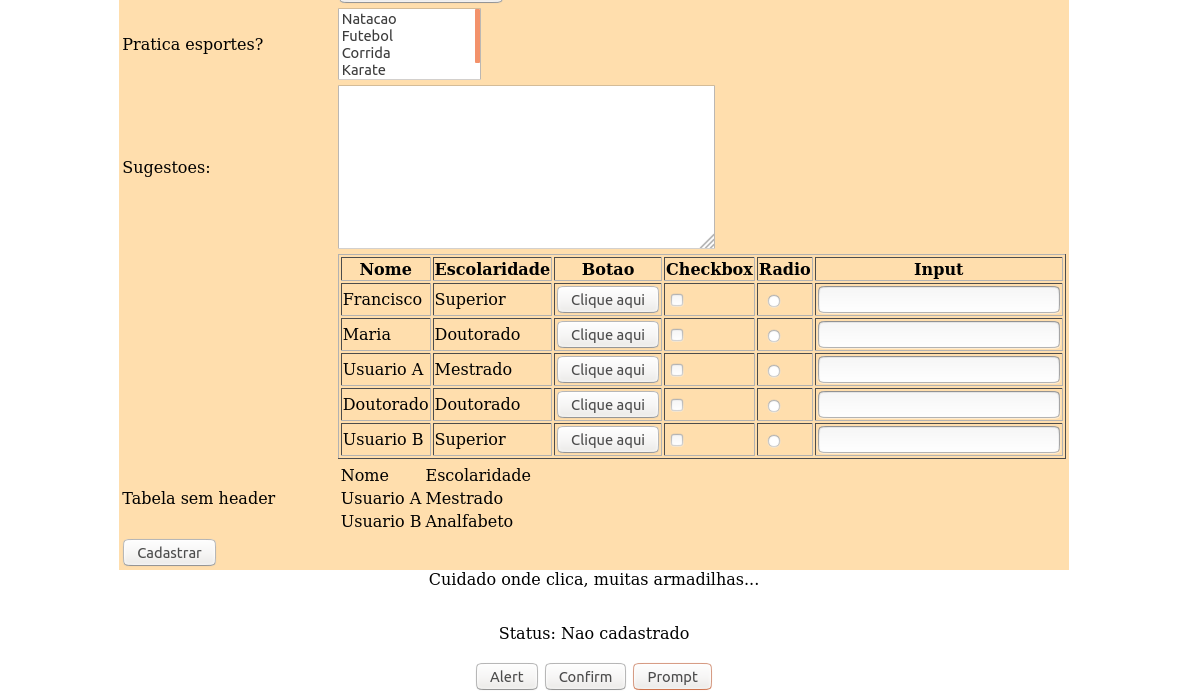 Natacao
Futebol
Pratica esportes?
Corrida
Karate
Sugestoes:
Nome Escolaridade Botao Checkbox Radio Input
Francisco Superior Clique aqui
Maria Doutorado Clique aqui
Usuario A Mestrado Clique aqui
Doutorado Doutorado Clique aqui
Usuario B Superior Clique aqui
Nome Escolaridade
Tabela sem header Usuario A Mestrado
Usuario B Analfabeto
Cadastrar
Cuidado onde clica, muitas armadilhas...
Status: Nao cadastrado
Alert Confirm Prompt